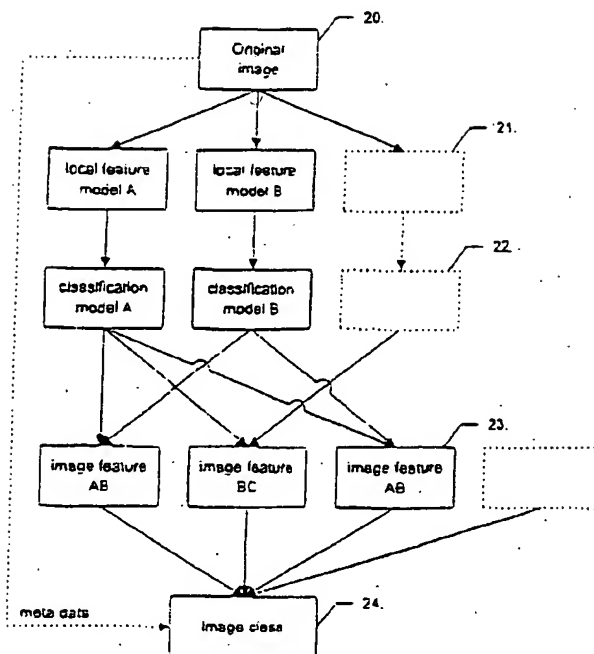 20.
Original
image
21.
local feature
model A
local feature
model B
22.
classification
model A
classification
model B
23.
image feature
AB
image feature
BC
image feature
AB
24.
meta data
Image class